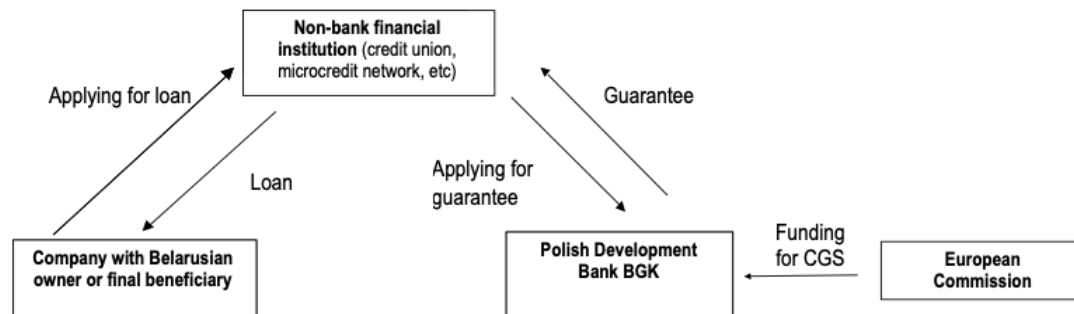 Non-bank financial
institution (credit union,
microcredit network, etc)
Applying for loan
Guarantee
Loan
Applying for
guarantee
Company with Belarusian
owner or final beneficiary
Polish Development
Bank BGK
Funding
for CGS
European
Commission